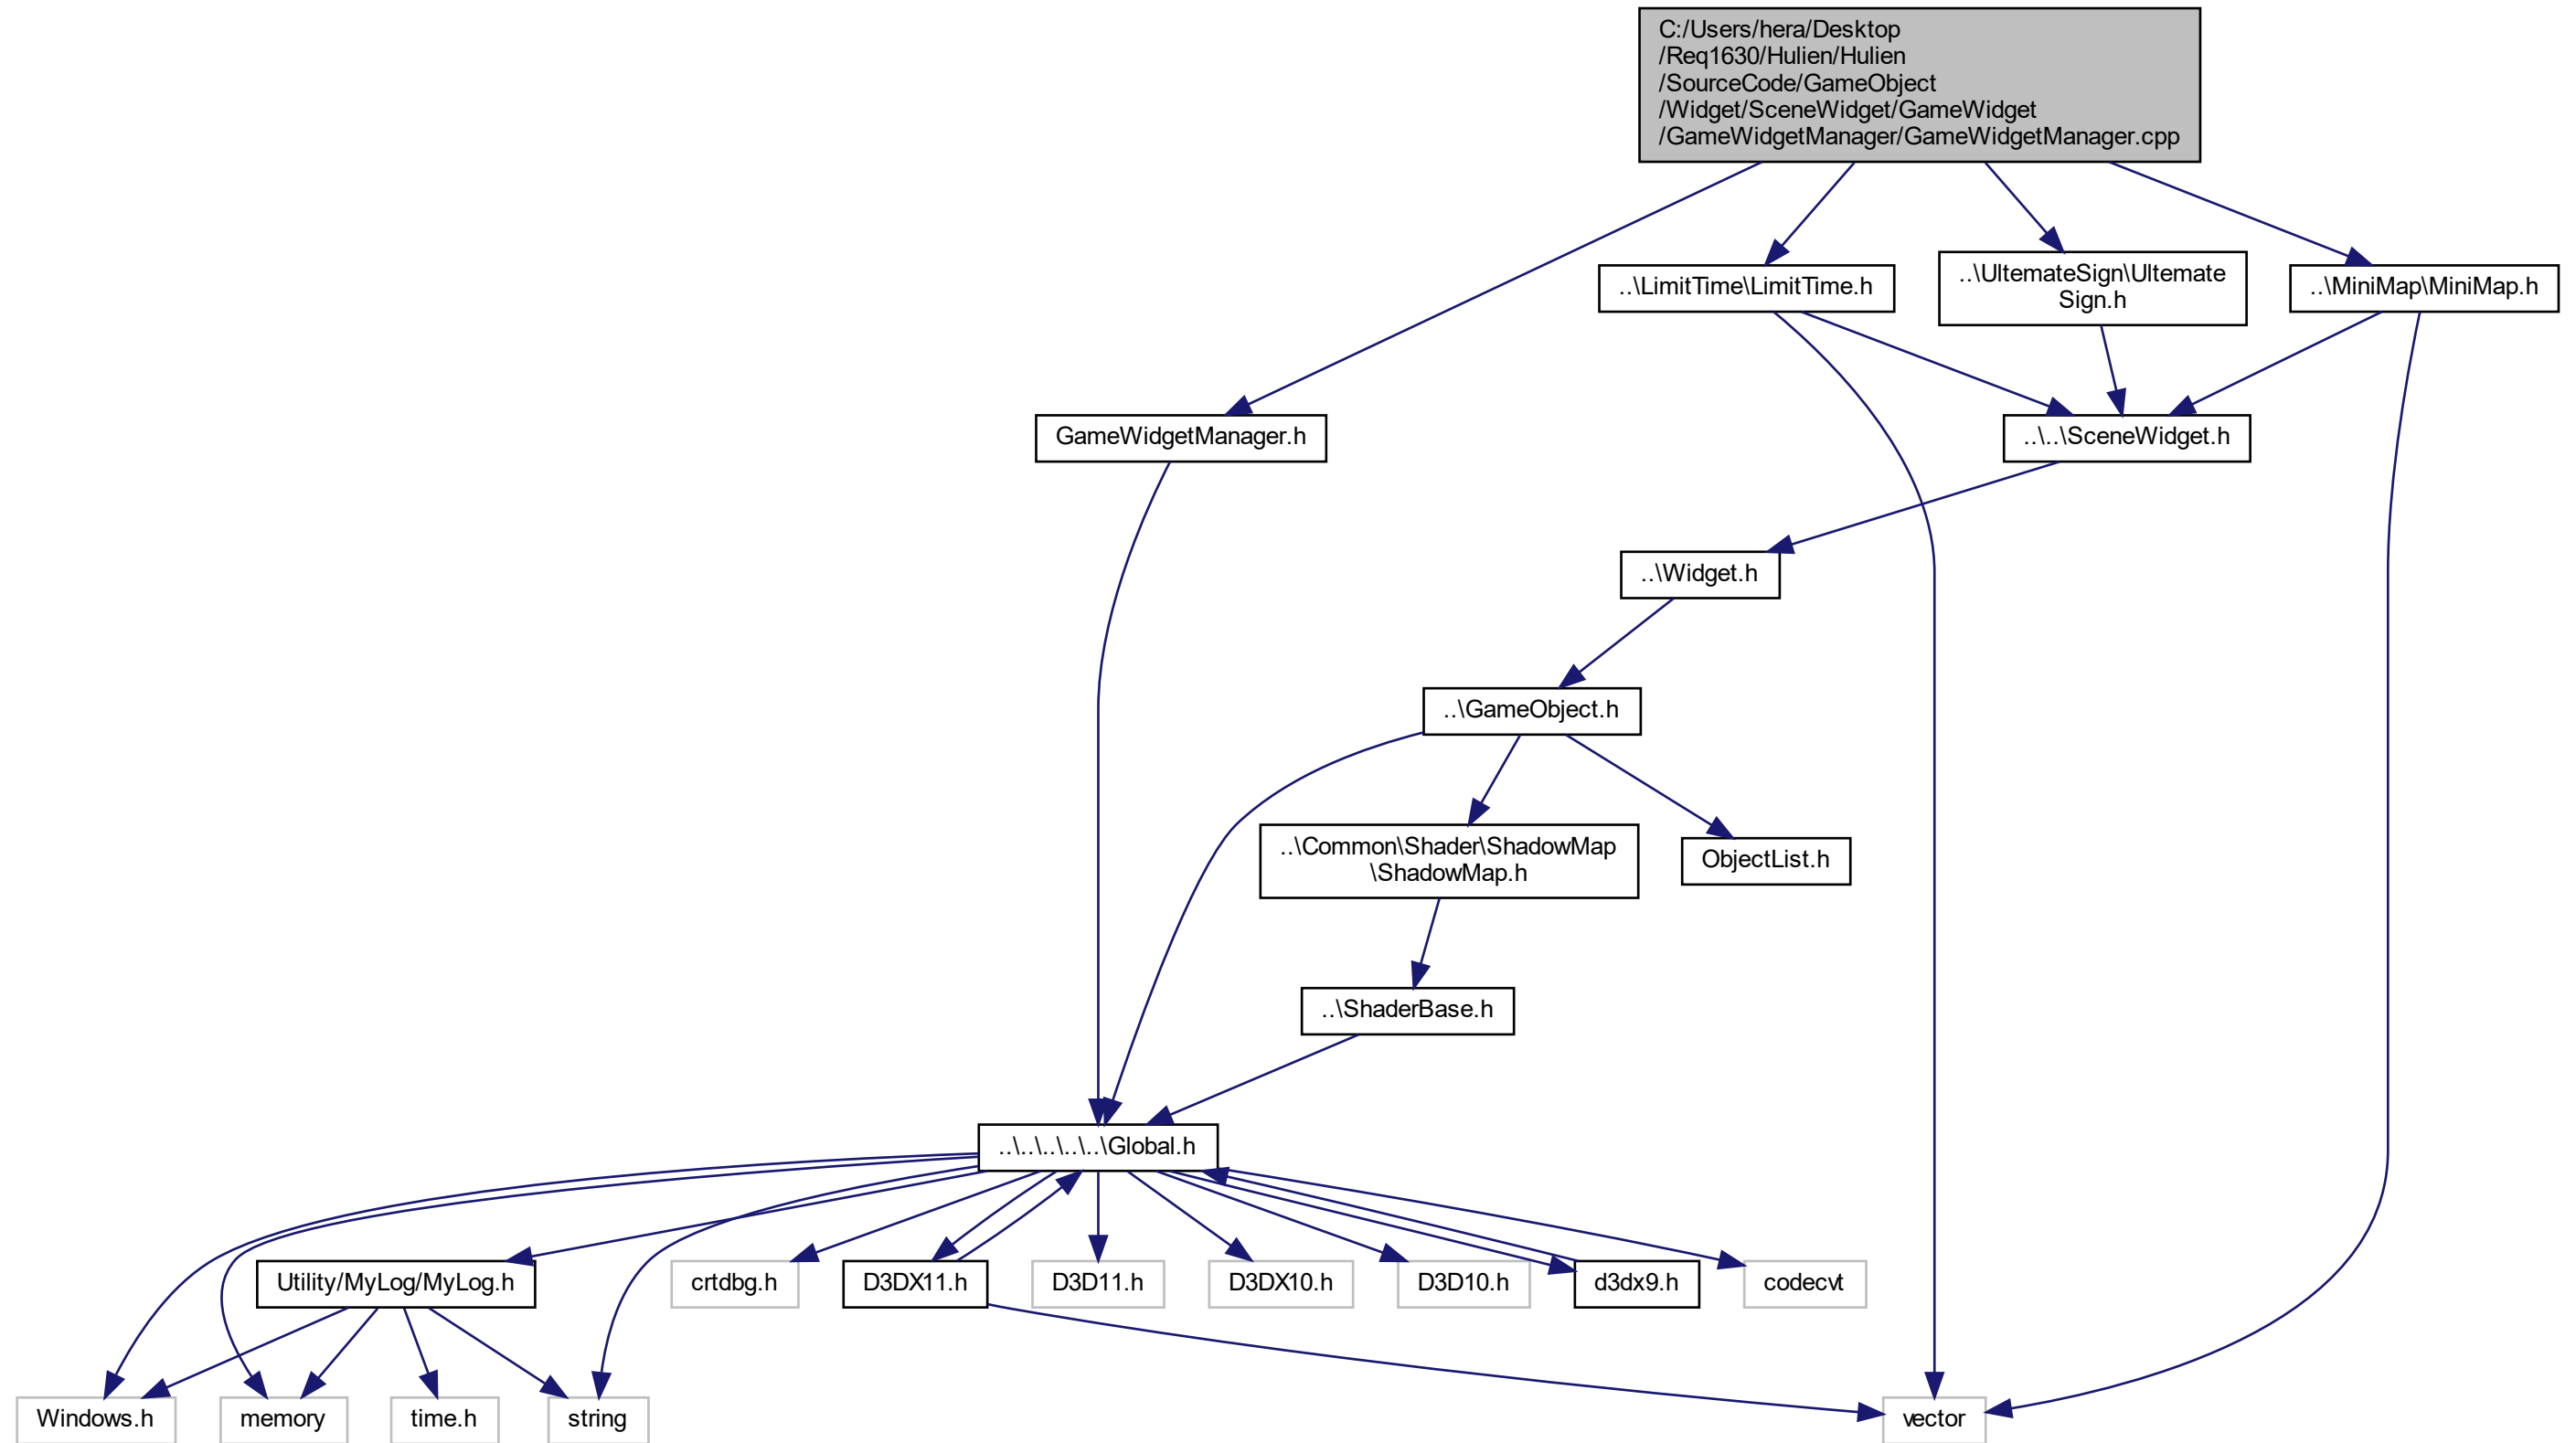 C:/Users/hera/Desktop
/Req1630/Hulien/Hulien
/SourceCode/GameObject
/Widget/SceneWidget/GameWidget
/GameWidgetManager/GameWidgetManager.cpp
..\LimitTime\LimitTime.h
..\UltemateSign\Ultemate
Sign.h
..\MiniMap\MiniMap.h
GameWidgetManager.h
..\..\SceneWidget.h
..\Widget.h
..\GameObject.h
..\Common\Shader\ShadowMap
\ShadowMap.h
ObjectList.h
..\ShaderBase.h
..\..\..\..\..\Global.h
Utility/MyLog/MyLog.h
crtdbg.h
D3DX11.h
D3D11.h
D3DX10.h
D3D10.h
d3dx9.h
codecvt
Windows.h
memory
time.h
string
vector